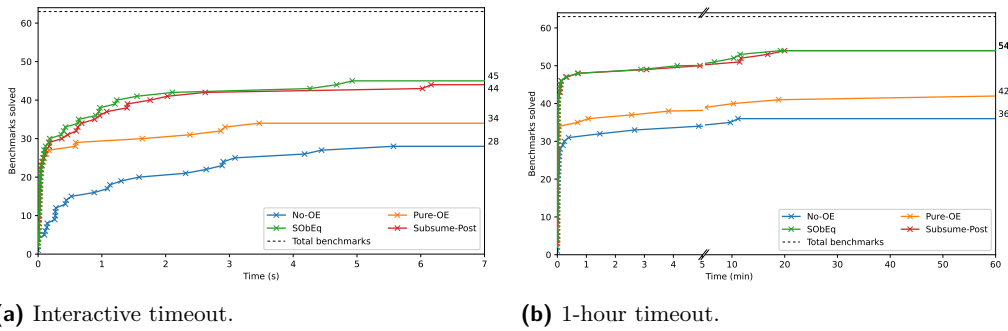 60
50
40
30
20
10
0
Benchmarks solved
45
44
34
28
No-OE
Pure-OE
SObEq
Subsume-Post
Total benchmarks
0 1 2 3 4 5 6 7
Time (s)
(a) Interactive timeout.
60
50
40
30
20
10
0
Benchmarks solved
54
42
36
No-OE
Pure-OE
SObEq
Subsume-Post
Total benchmarks
0 1 2 3 4 5 10 20 30 40 50 60
Time (min)
(b) 1-hour timeout.